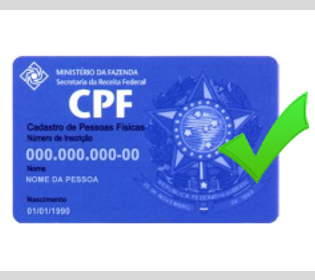 MINISTÉRIO DA FAZENDA
Secretaria da Receita Federal
CPF
Cadastro de Pessoas Físicas
Número de Inscrição
000.000.000-00
Nome
NOME DA PESSOA
Nascimento
01/01/1990